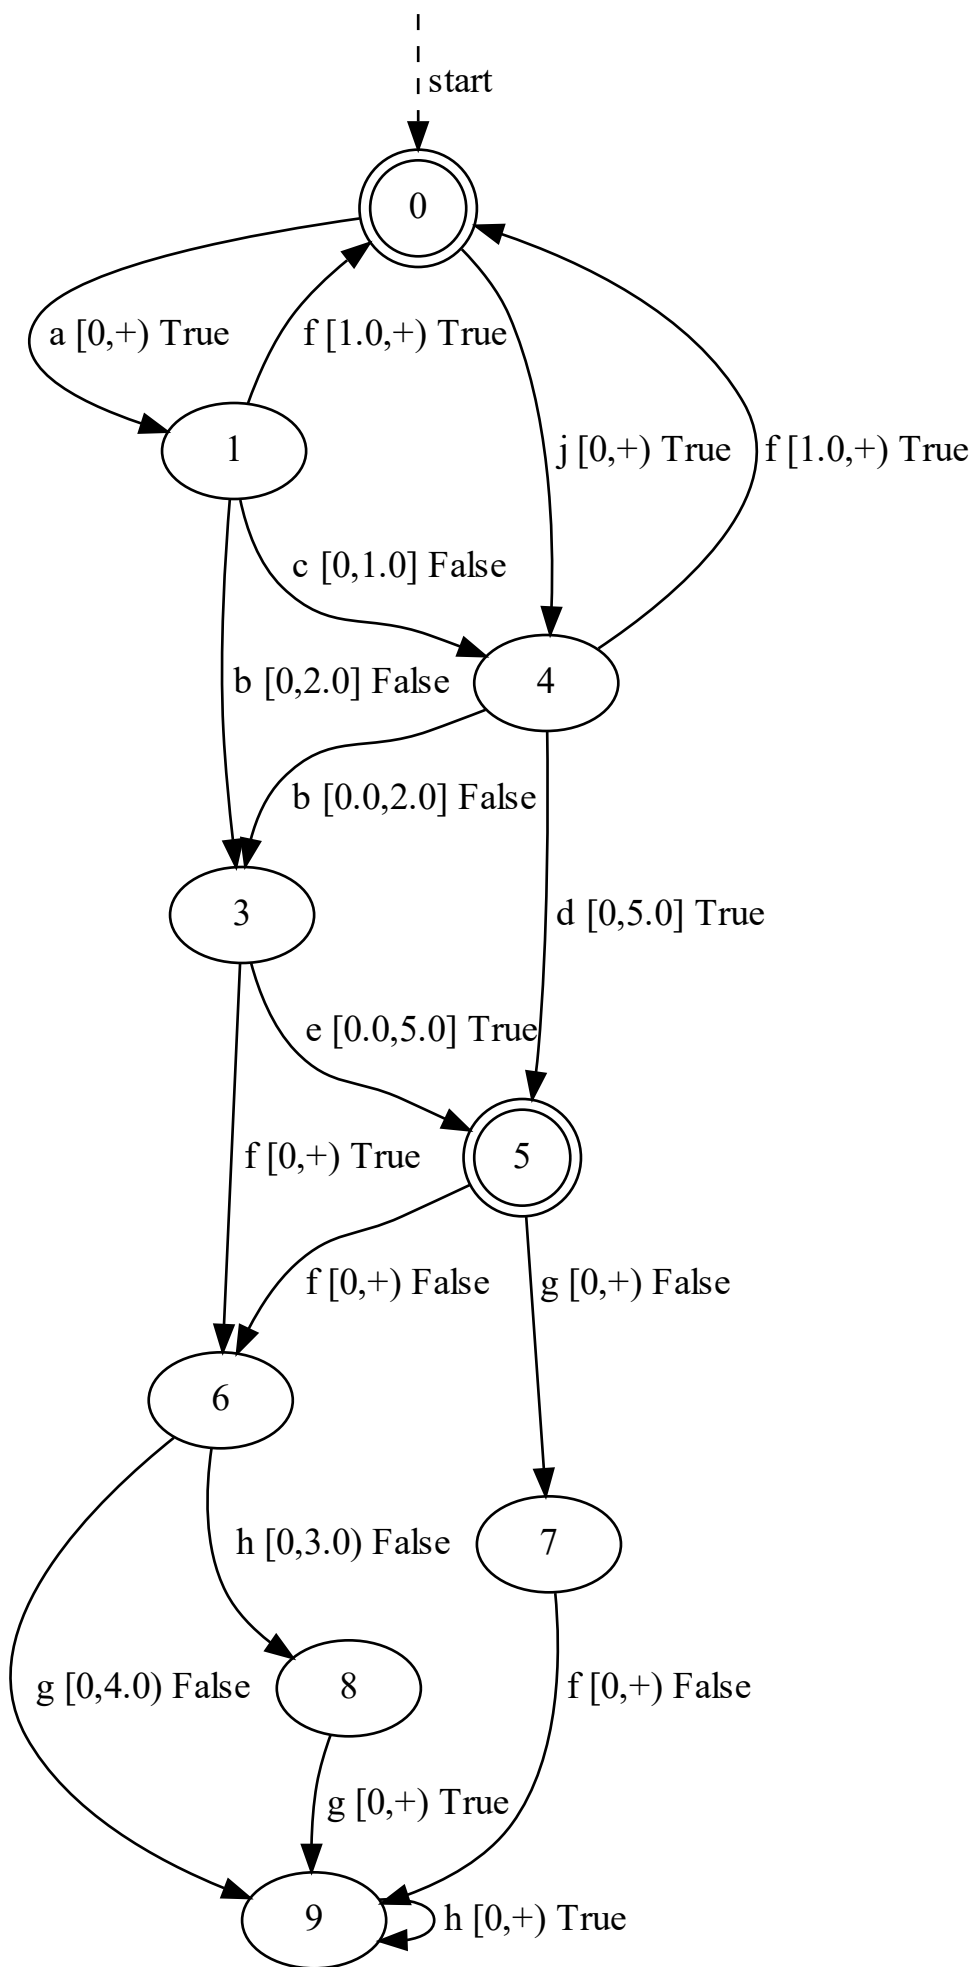 start
0
a [0,+) True
f [1.0,+) True
j [0,+) True
f [1.0,+) True
1
c [0,1.0] False
b [0,2.0] False
4
b [0.0,2.0] False
3
d [0,5.0] True
e [0.0,5.0] True
f [0,+) True
5
f [0,+) False
g [0,+) False
6
h [0,3.0) False
7
g [0,4.0) False
8
f [0,+) False
g [0,+) True
9
h [0,+) True